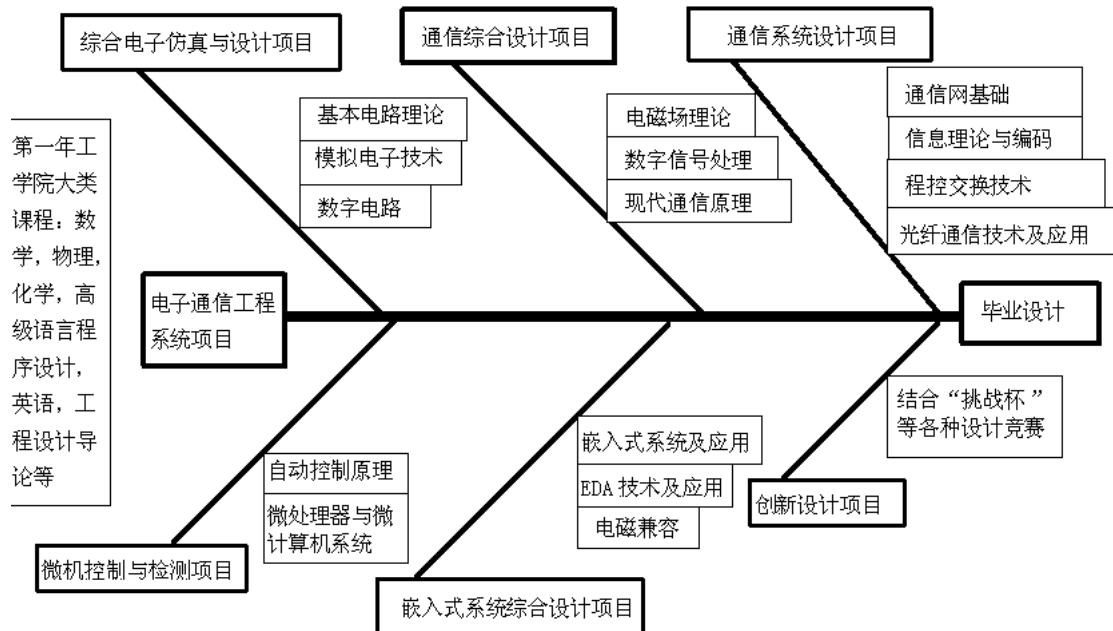 综合电子仿真与设计项目
通信综合设计项目
通信系统设计项目
基本电路理论
模拟电子技术
数字电路
电磁场理论
数字信号处理
现代通信原理
通信网基础
信息理论与编码
程控交换技术
光纤通信技术及应用
第一年工
学院大类
课程：数
学，物理，
化学，高
级语言程
序设计，
英语，工
程设计导
论等
电子通信工程
系统项目
毕业设计
结合“挑战杯”
等各种设计竞赛
自动控制原理
微处理器与微
计算机系统
嵌入式系统及应用
EDA 技术及应用
电磁兼容
创新设计项目
微机控制与检测项目
嵌入式系统综合设计项目